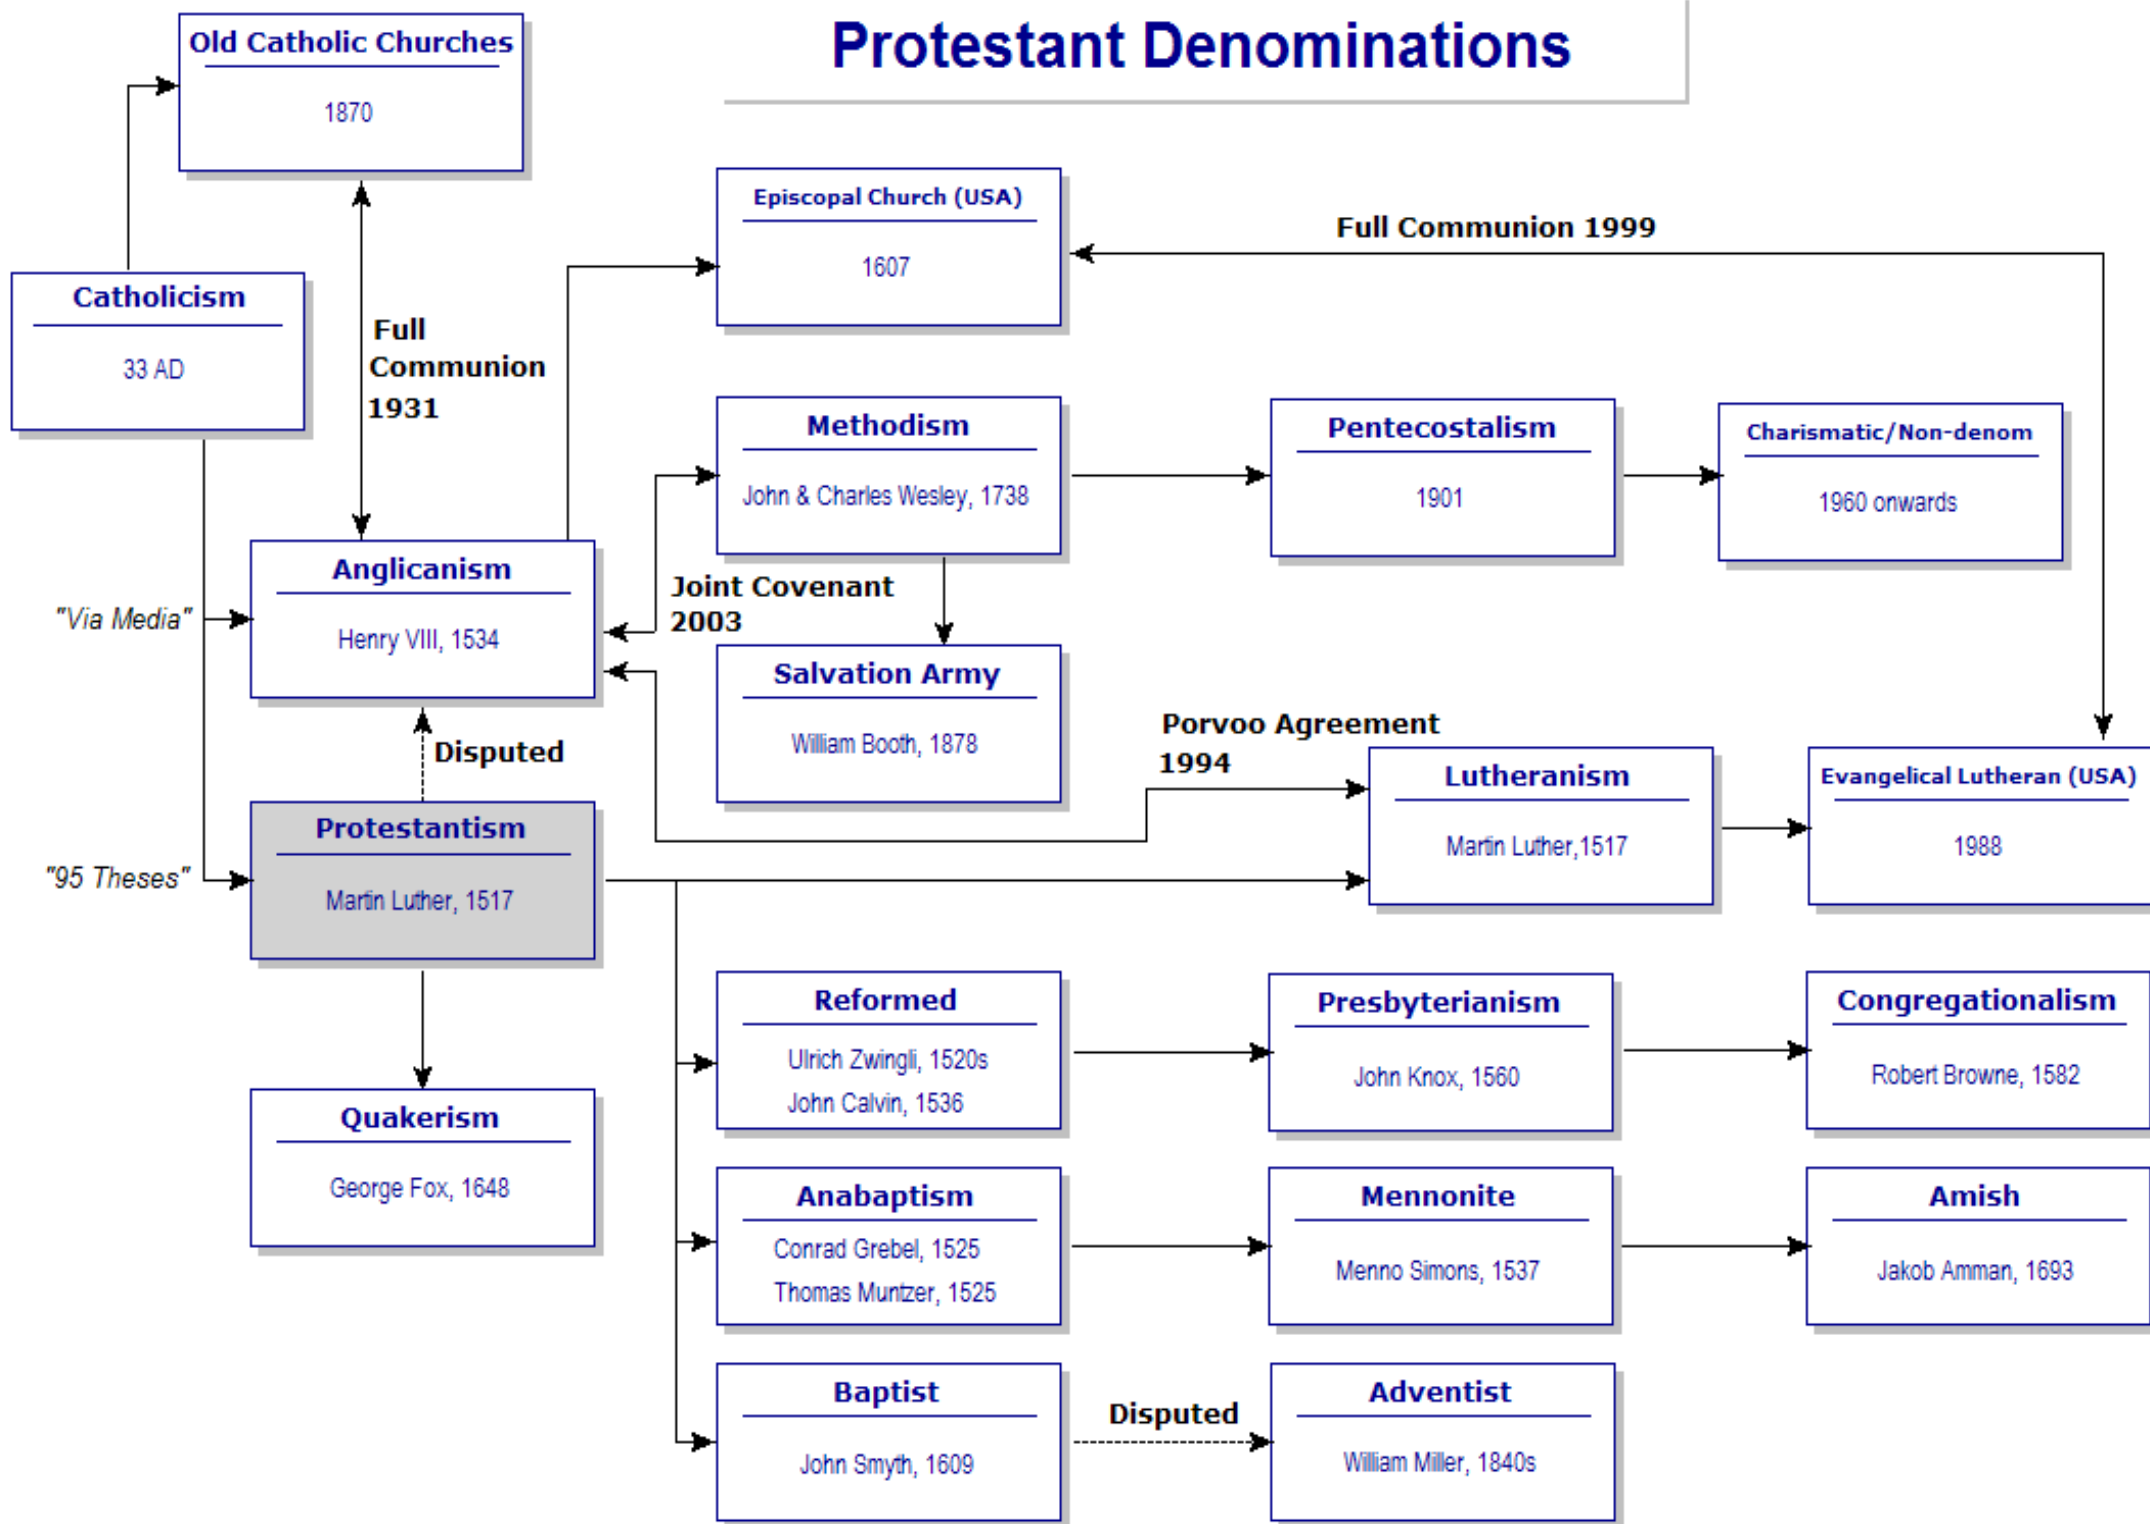 Protestant Denominations
Old Catholic Churches
1870
Episcopal Church (USA)
1607
Full Communion 1999
Catholicism
33 AD
Full
Communion
1931
Methodism
John & Charles Wesley, 1738
Pentecostalism
1901
Charismatic/Non-denom
1960 onwards
"Via Media"
Anglicanism
Henry VIII, 1534
Joint Covenant
2003
Salvation Army
William Booth, 1878
Disputed
Porvoo Agreement
1994
Lutheranism
Martin Luther,1517
Evangelical Lutheran (USA)
1988
"95 Theses"
Protestantism
Martin Luther, 1517
Reformed
Ulrich Zwingli, 1520s
John Calvin, 1536
Presbyterianism
John Knox, 1560
Congregationalism
Robert Browne, 1582
Quakerism
George Fox, 1648
Anabaptism
Conrad Grebel, 1525
Thomas Muntzer, 1525
Mennonite
Menno Simons, 1537
Amish
Jakob Amman, 1693
Baptist
John Smyth, 1609
Disputed
Adventist
William Miller, 1840s